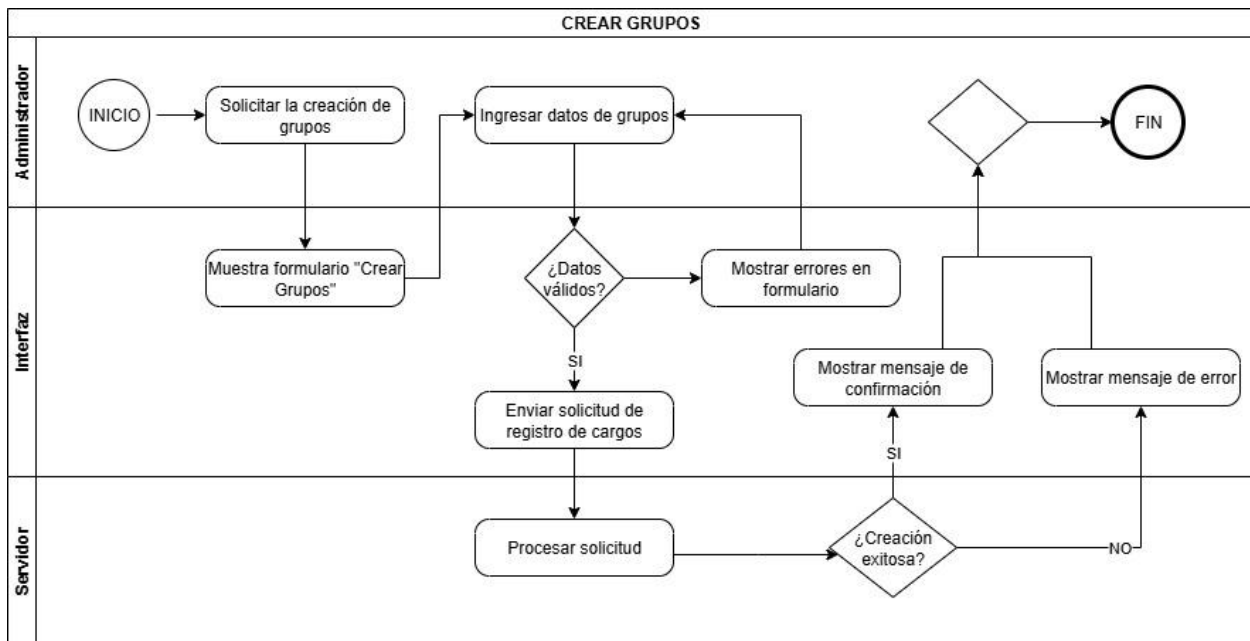 CREAR GRUPOS
Administrador
INICIO
Solicitar la creación de
grupos
Ingresar datos de grupos
FIN
Interfaz
Muestra formulario "Crear
Grupos"
¿Datos
válidos?
Mostrar errores en
formulario
SI
Enviar solicitud de
registro de cargos
Mostrar mensaje de
confirmación
Mostrar mensaje de error
SI
Servidor
Procesar solicitud
¿Creación
exitosa?
NO